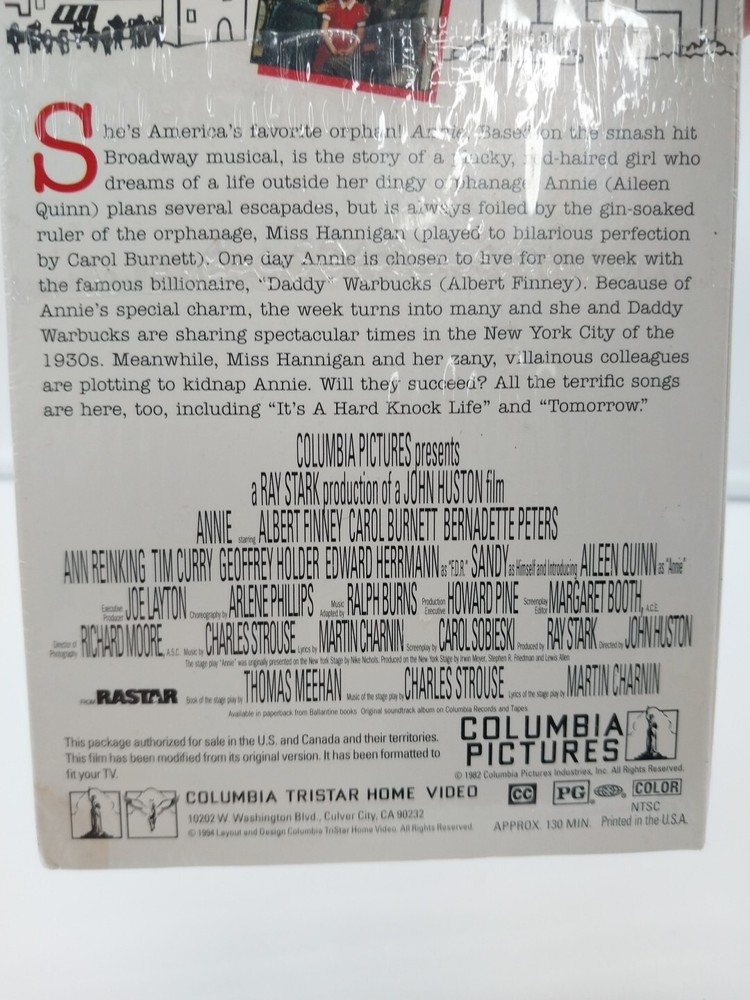 She's America's favorite orphan! Annie, Based on the smash hit
Broadway musical, is the story of a plucky, red-haired girl who
dreams of a life outside her dingy orphanage. Annie (Aileen
Quinn) plans several escapades, but is always foiled by the gin-soaked
ruler of the orphanage, Miss Hannigan (played to hilarious perfection
by Carol Burnett). One day Annie is chosen to live for one week with
the famous billionaire, "Daddy" Warbucks (Albert Finney). Because of
Annie's special charm, the week turns into many and she and Daddy
Warbucks are sharing spectacular times in the New York City of the
1930s. Meanwhile, Miss Hannigan and her zany, villainous colleagues
are plotting to kidnap Annie. Will they succeed? All the terrific songs
are here, too, including "It's A Hard Knock Life" and "Tomorrow."
COLUMBIA PICTURES presents
a RAY STARK production of a JOHN HUSTON film
ANNIE starring ALBERT FINNEY CAROL BURNETT BERNADETTE PETERS
ANN REINKING TIM CURRY GEOFFREY HOLDER EDWARD HERRMANN as "F.D.R." SANDY as Himself and Introducing AILEEN QUINN as "Annie"
Executive Producer JOE LAYTON Choreography by ARLENE PHILLIPS Music Adapted by RALPH BURNS Production Executive HOWARD PINE Screenplay Editor MARGARET BOOTH, A.C.E.
Director of Photography RICHARD MOORE, A.S.C. Music by CHARLES STROUSE Lyrics by MARTIN CHARNIN Screenplay by CAROL SOBIESKI Produced by RAY STARK Directed by JOHN HUSTON
The stage play "Annie" was originally presented on the New York Stage by Mike Nichols. Produced on the New York Stage by Irwin Meyer, Stephen R. Friedman and Lewis Allen
FROM RASTAR Book of the stage play by THOMAS MEEHAN Music of the stage play by CHARLES STROUSE Lyrics of the stage play by MARTIN CHARNIN
Available in paperback from Ballantine books Original soundtrack album on Columbia Records and Tapes
This package authorized for sale in the U.S. and Canada and their territories.
This film has been modified from its original version. It has been formatted to
fit your TV.
COLUMBIA
PICTURES
© 1982 Columbia Pictures Industries, Inc. All Rights Reserved.
COLUMBIA TRISTAR HOME VIDEO
10202 W. Washington Blvd., Culver City, CA 90232
© 1994 Layout and Design Columbia TriStar Home Video. All Rights Reserved.
CC PG COLOR
NTSC
APPROX. 130 MIN. Printed in the U.S.A.